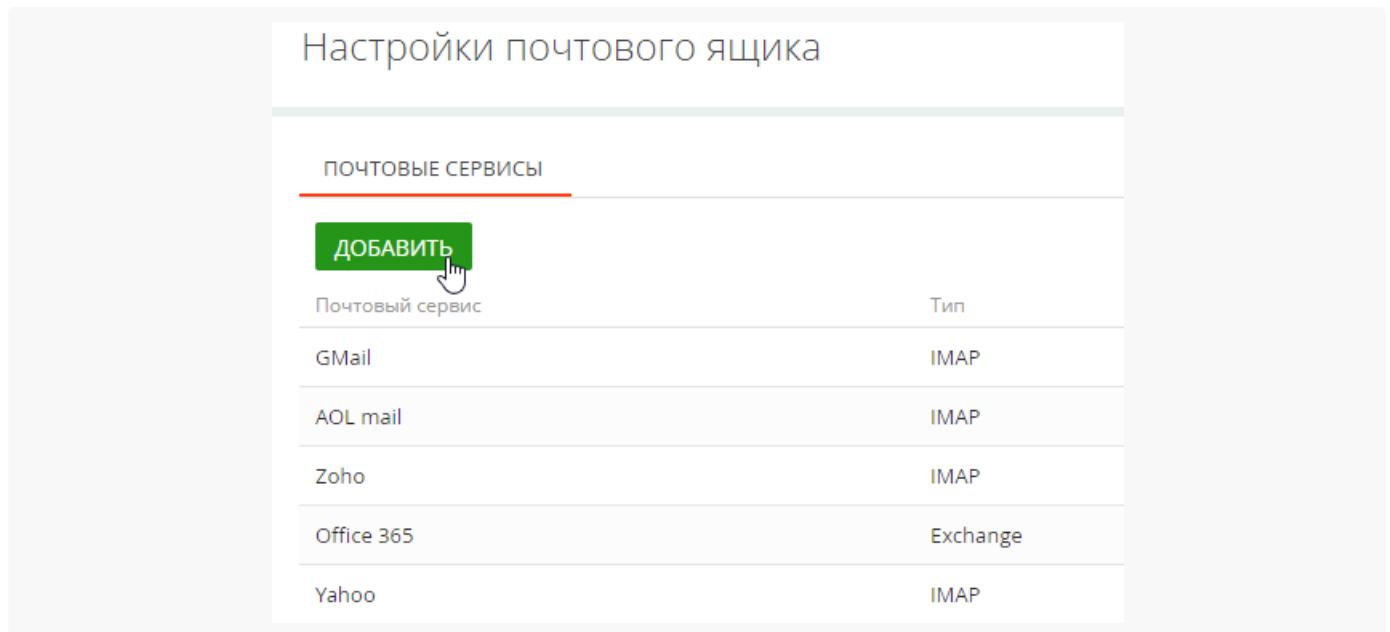 Настройки почтового ящика
ПОЧТОВЫЕ СЕРВИСЫ
ДОБАВИТЬ
Почтовый сервис Тип
GMail IMAP
AOL mail IMAP
Zoho IMAP
Office 365 Exchange
Yahoo IMAP